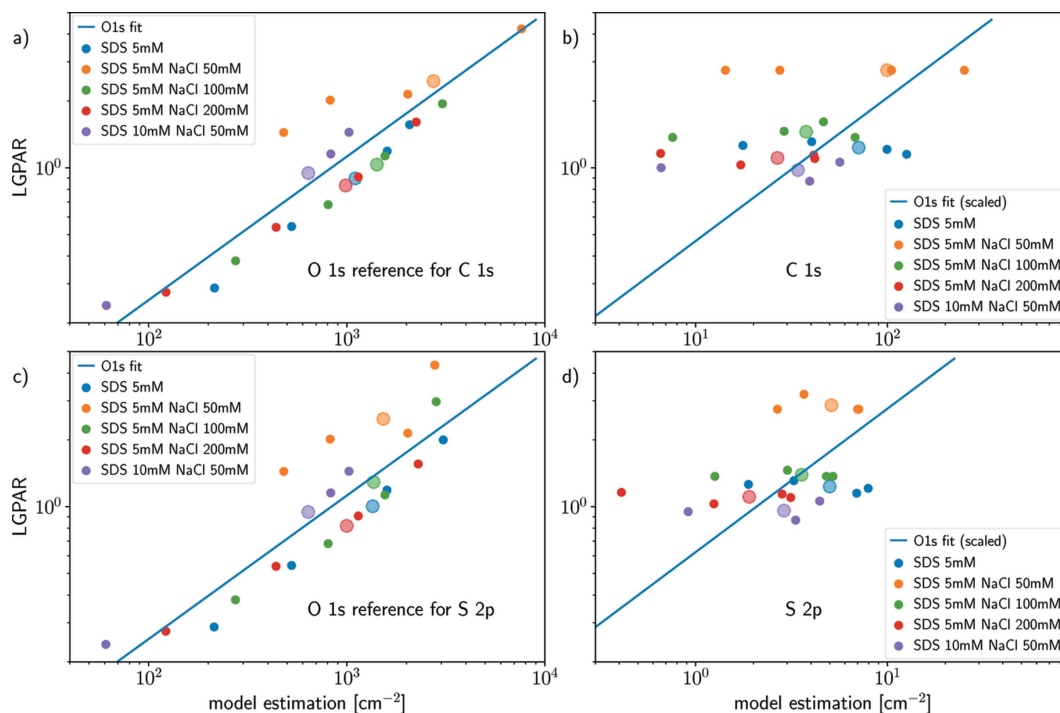 a)
O1s fit
SDS 5mM
SDS 5mM NaCl 50mM
SDS 5mM NaCl 100mM
SDS 5mM NaCl 200mM
SDS 10mM NaCl 50mM
LGPAR
10⁰
O 1s reference for C 1s
10² 10³ 10⁴
b)
10⁰
O1s fit (scaled)
SDS 5mM
SDS 5mM NaCl 50mM
SDS 5mM NaCl 100mM
SDS 5mM NaCl 200mM
SDS 10mM NaCl 50mM
C 1s
10¹ 10²
c)
O1s fit
SDS 5mM
SDS 5mM NaCl 50mM
SDS 5mM NaCl 100mM
SDS 5mM NaCl 200mM
SDS 10mM NaCl 50mM
LGPAR
10⁰
O 1s reference for S 2p
10² 10³ 10⁴
model estimation [cm⁻²]
d)
10⁰
O1s fit (scaled)
SDS 5mM
SDS 5mM NaCl 50mM
SDS 5mM NaCl 100mM
SDS 5mM NaCl 200mM
SDS 10mM NaCl 50mM
S 2p
10⁰ 10¹
model estimation [cm⁻²]